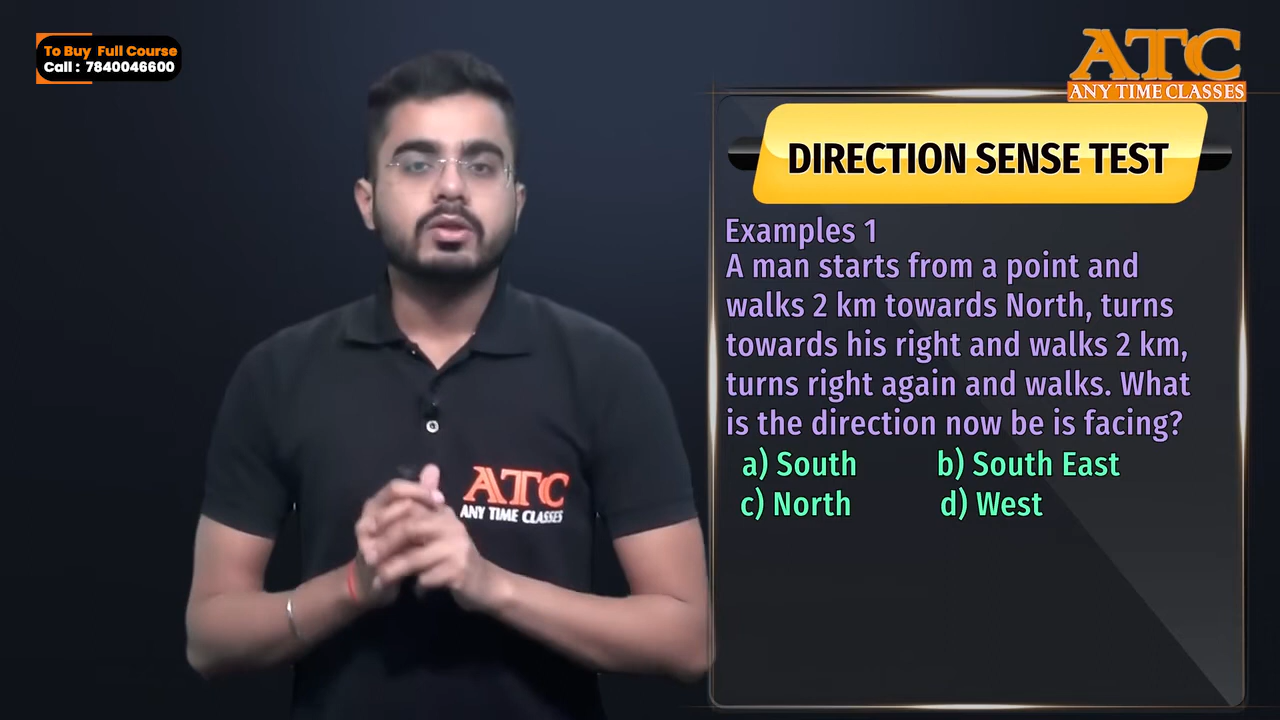 To Buy Full Course
Call : 7840046600
ATC
ANY TIME CLASSES
DIRECTION SENSE TEST
Examples 1
A man starts from a point and
walks 2 km towards North, turns
towards his right and walks 2 km,
turns right again and walks. What
is the direction now be is facing?
a) South b) South East
c) North d) West
ATC
ANY TIME CLASSES